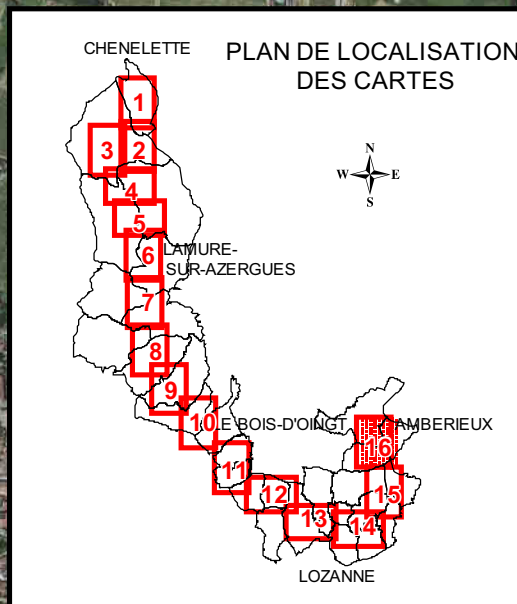 PLAN DE LOCALISATION
DES CARTES
CHENELETTE
N
W E
S
1
3
2
4
5
6
LAMURE-
SUR-AZERGUES
7
8
9
10
LE BOIS-D'OINGT
AMBERIEUX
16
11
15
12
13
14
LOZANNE